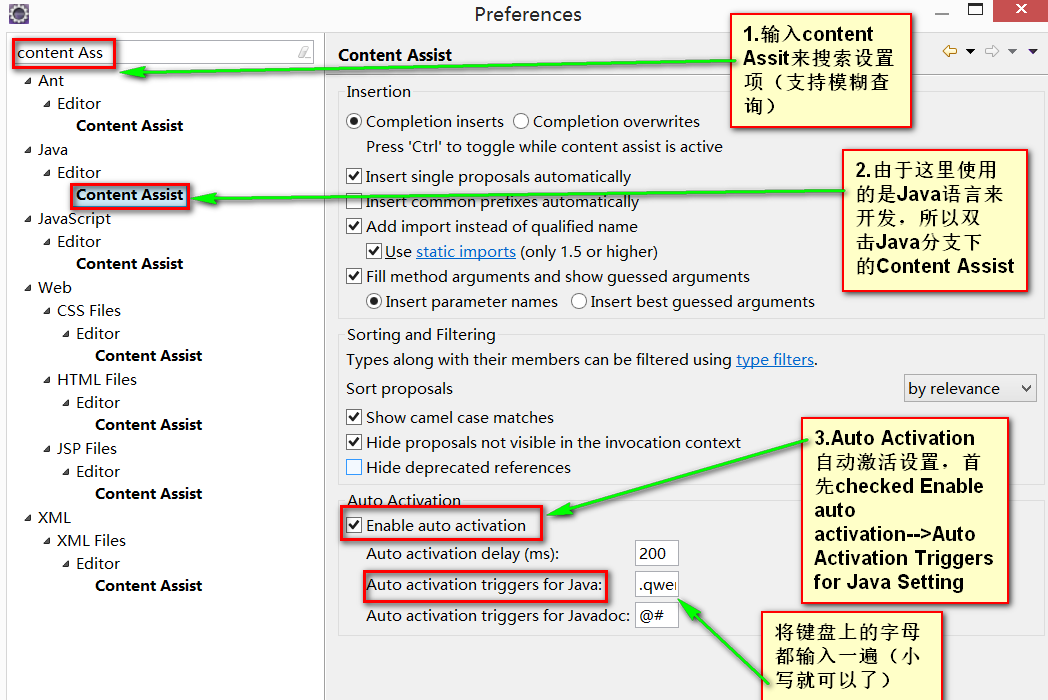 Preferences
content Ass
Ant
Editor
Content Assist
Java
Editor
Content Assist
JavaScript
Editor
Content Assist
Web
CSS Files
Editor
Content Assist
HTML Files
Editor
Content Assist
JSP Files
Editor
Content Assist
XML
XML Files
Editor
Content Assist
Content Assist
Insertion
Completion inserts
Completion overwrites
Press 'Ctrl' to toggle while content assist is active
Insert single proposals automatically
Insert common prefixes automatically
Add import instead of qualified name
Use static imports (only 1.5 or higher)
Fill method arguments and show guessed arguments
Insert parameter names
Insert best guessed arguments
Sorting and Filtering
Types along with their members can be filtered using type filters.
Sort proposals
by relevance
Show camel case matches
Hide proposals not visible in the invocation context
Hide deprecated references
Auto Activation
Enable auto activation
Auto activation delay (ms):
200
Auto activation triggers for Java:
.qwer
Auto activation triggers for Javadoc:
@#
1.输入content
Assit来搜索设置
项（支持模糊查
询）
2.由于这里使用
的是Java语言来
开发，所以双
击Java分支下
的Content Assist
3.Auto Activation
自动激活设置，首
先checked Enable
auto
activation-->Auto
Activation Triggers
for Java Setting
将键盘上的字母
都输入一遍（小
写就可以了）